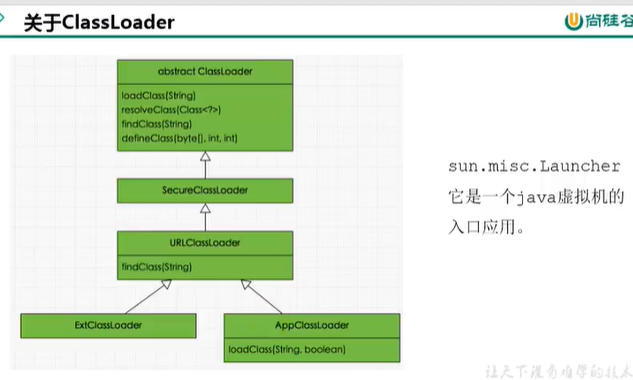 关于ClassLoader
尚硅谷
abstract ClassLoader
loadClass(String)
resolveClass(Class<?>)
findClass(String)
defineClass(byte[], int, int)
SecureClassLoader
URLClassLoader
findClass(String)
ExtClassLoader
AppClassLoader
loadClass(String, boolean)
sun.misc.Launcher
它是一个java虚拟机的
入口应用。
让天下没有难学的技术